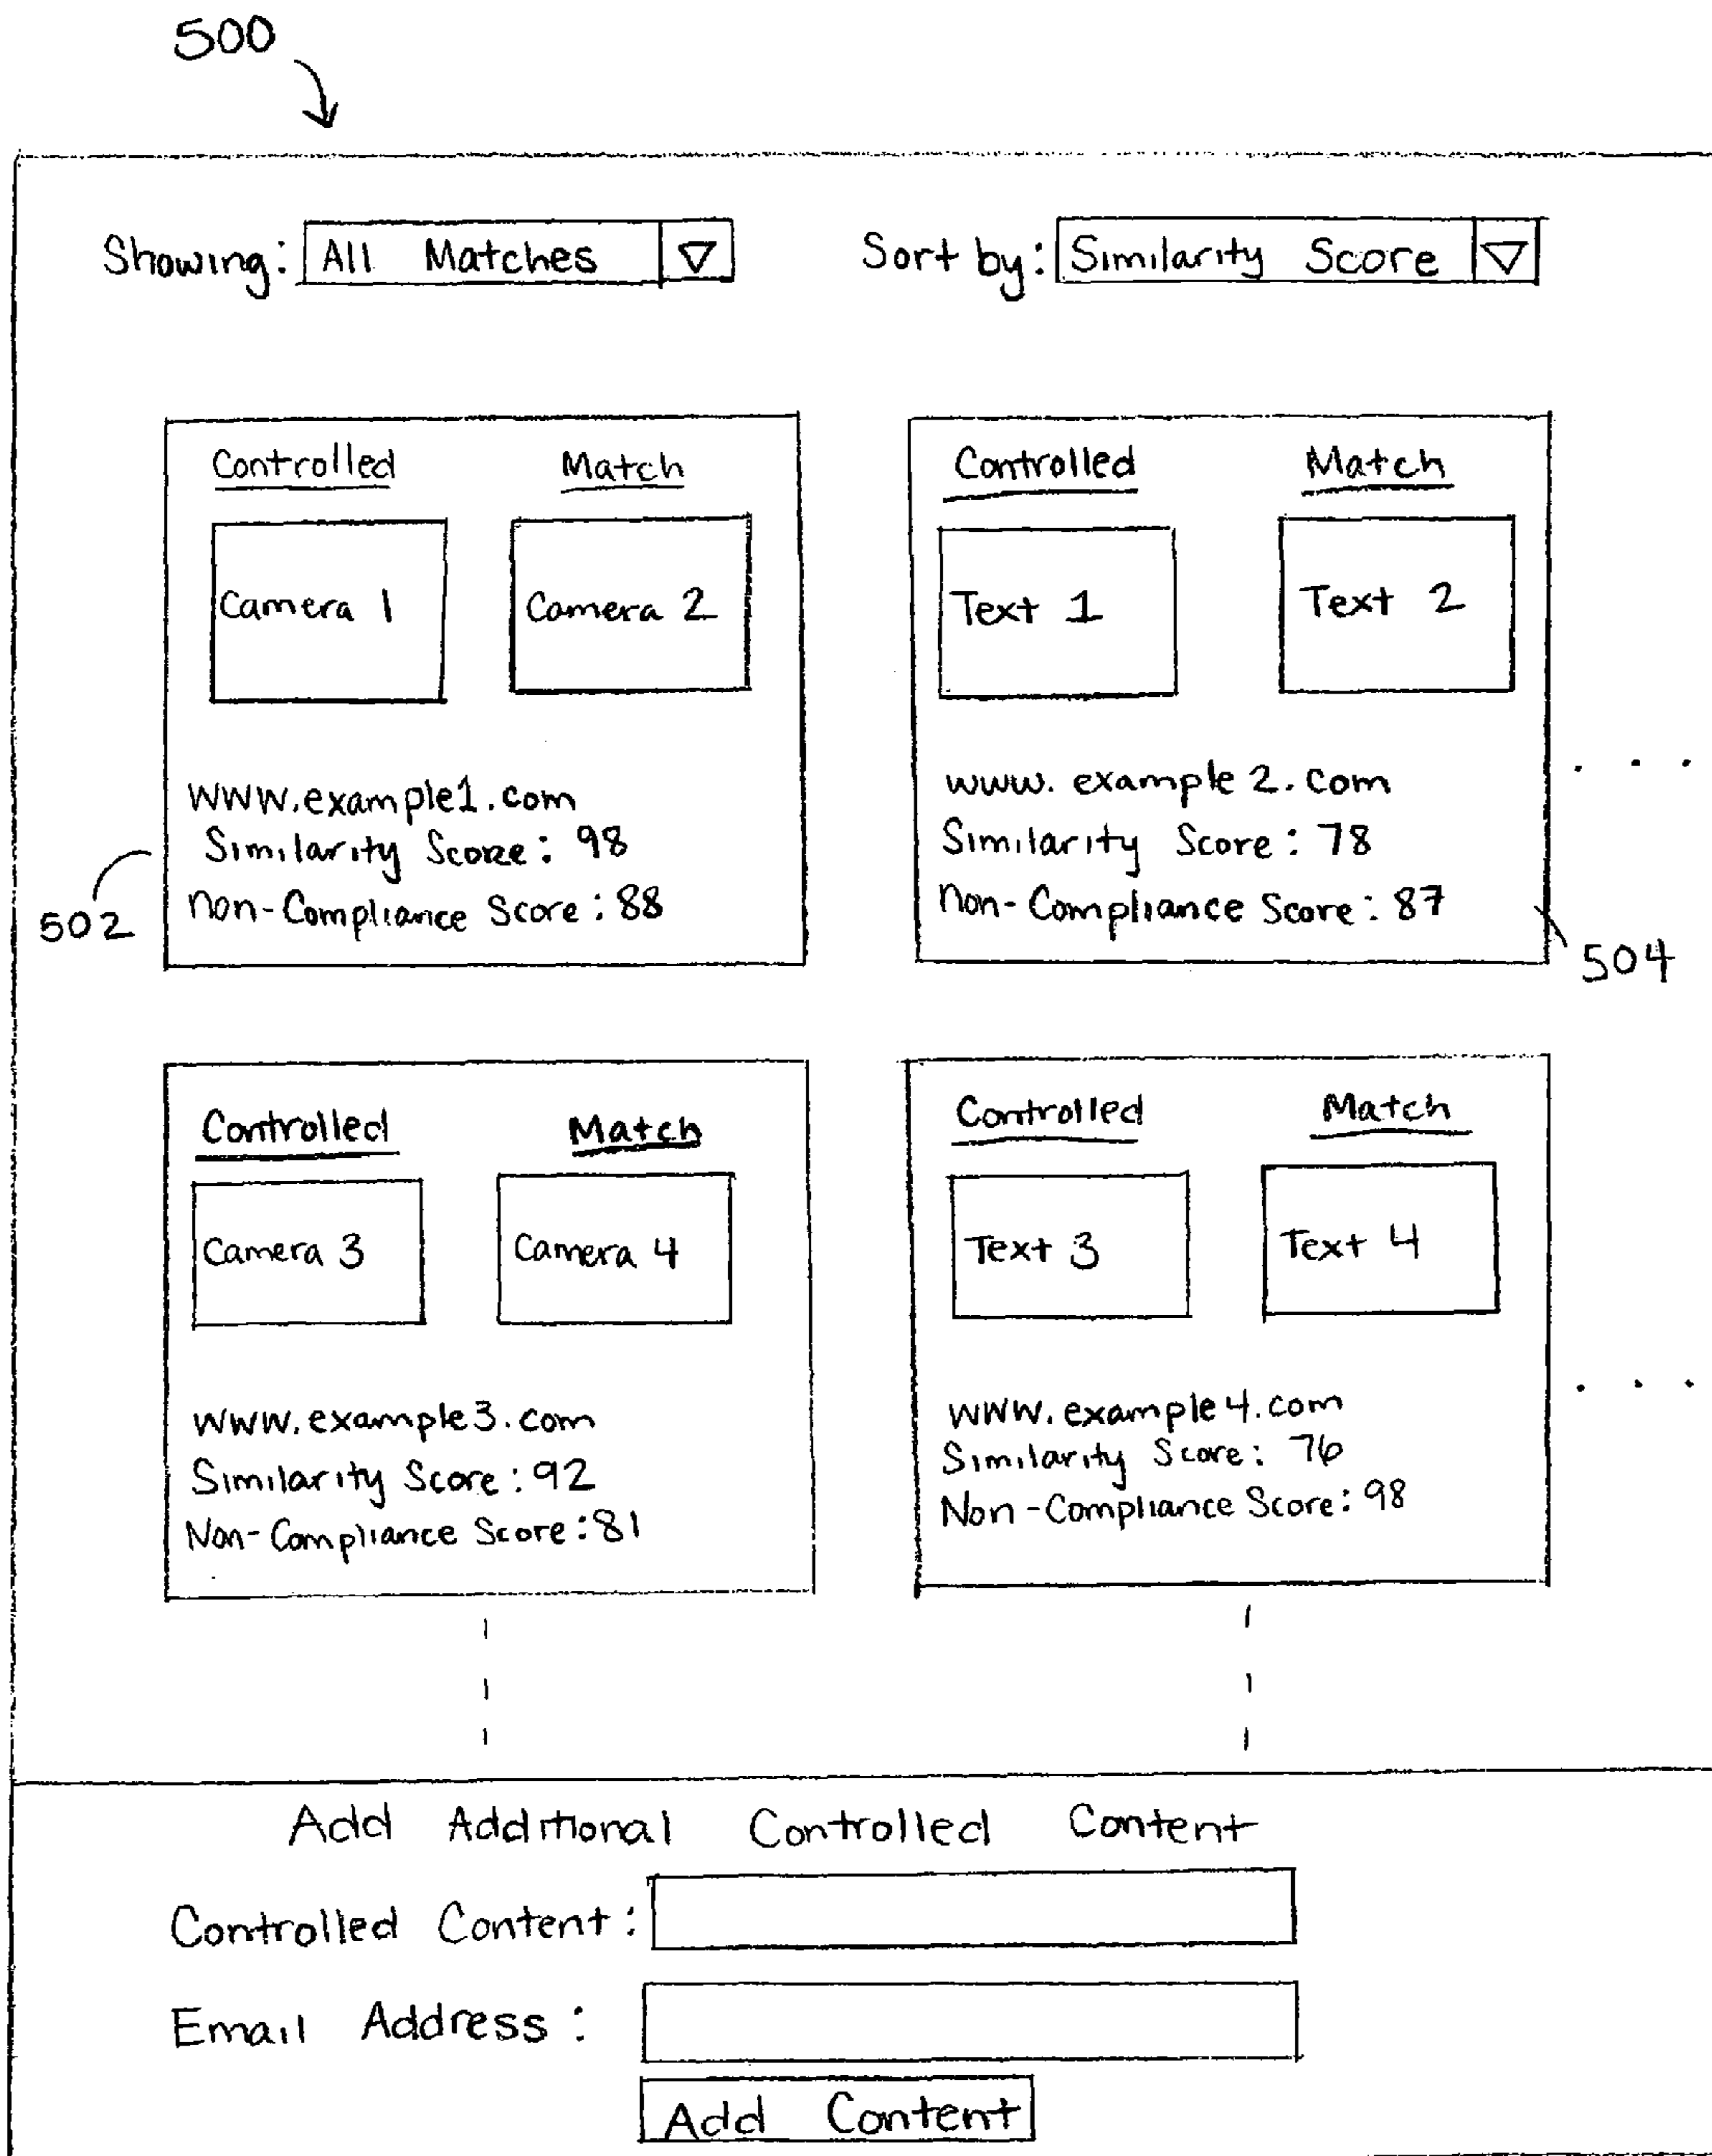 500
Showing: All Matches Sort by: Similarity Score
Controlled Match
Camera 1 Camera 2
www.example1.com
Similarity Score: 98
non-Compliance Score: 88
502
Controlled Match
Text 1 Text 2
www. example 2. com
Similarity Score: 78
non-Compliance Score: 87
504
Controlled Match
Camera 3 Camera 4
www.example3.com
Similarity Score: 92
Non-Compliance Score: 81
Controlled Match
Text 3 Text 4
www.example4.com
Similarity Score: 76
Non-Compliance Score: 98
Add Additional Controlled Content
Controlled Content:
Email Address:
Add Content